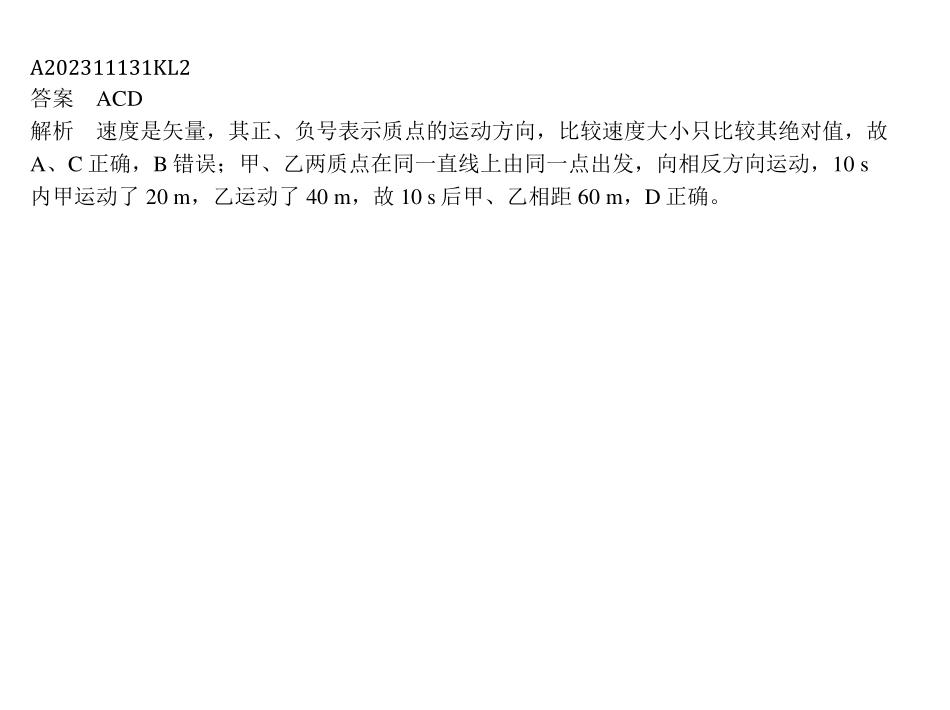 A202311131KL2
答案　ACD
解析　速度是矢量，其正、负号表示质点的运动方向，比较速度大小只比较其绝对值，故
A、C 正确，B 错误；甲、乙两质点在同一直线上由同一点出发，向相反方向运动，10 s
内甲运动了 20 m，乙运动了 40 m，故 10 s 后甲、乙相距 60 m，D 正确。